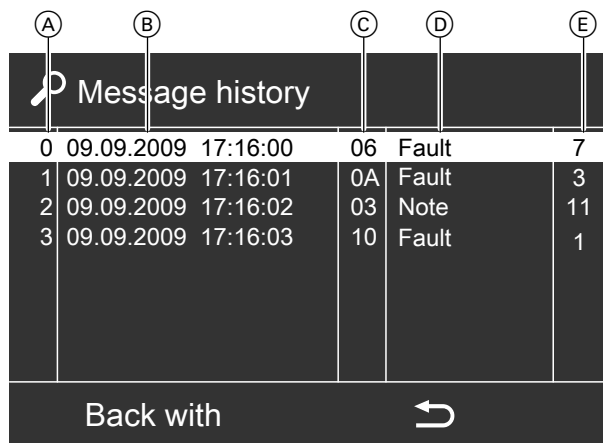 A B C D E
Message history
0 09.09.2009 17:16:00 06 Fault 7
1 09.09.2009 17:16:01 0A Fault 3
2 09.09.2009 17:16:02 03 Note 11
3 09.09.2009 17:16:03 10 Fault 1
Back with